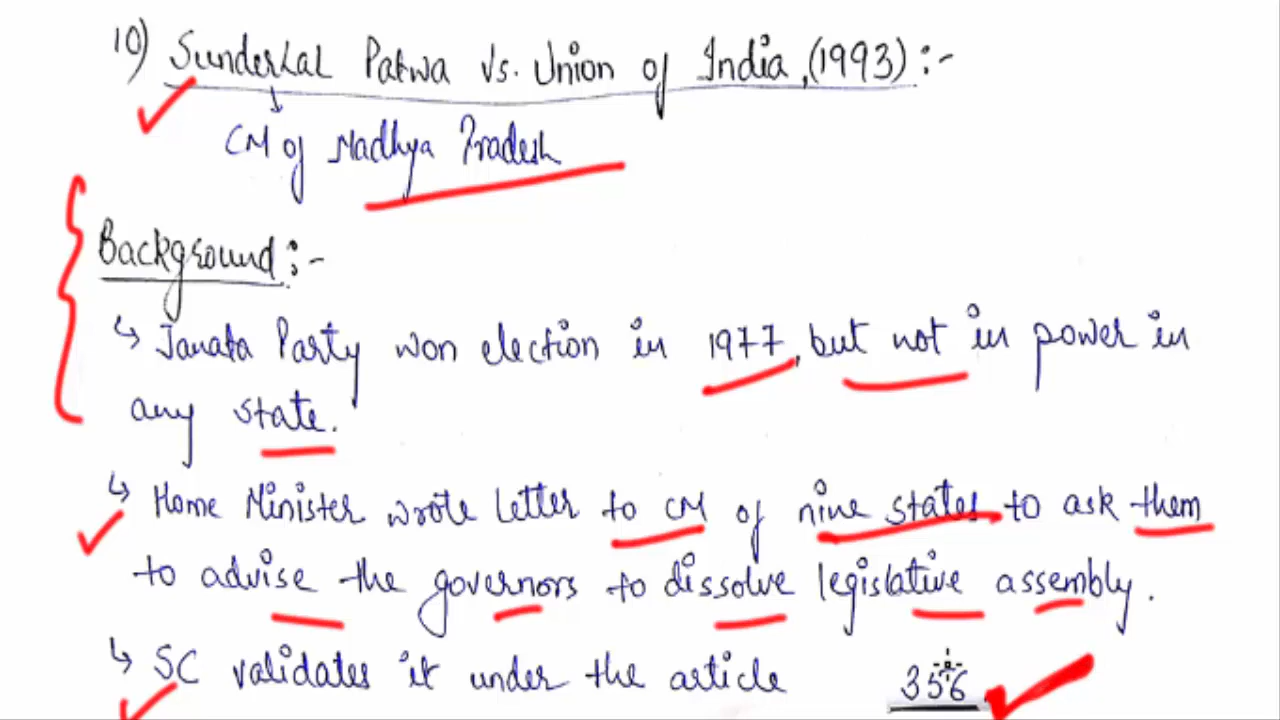 10) Sunderlal Patwa Vs. Union of India, (1993) :-
CM of Madhya Pradesh
Background :-
↳ Janata Party won election in 1977, but not in power in
any state.
↳ Home Minister wrote letter to CM of nine states to ask them
to advise the governors to dissolve legislative assembly.
↳ SC validates it under the article 356